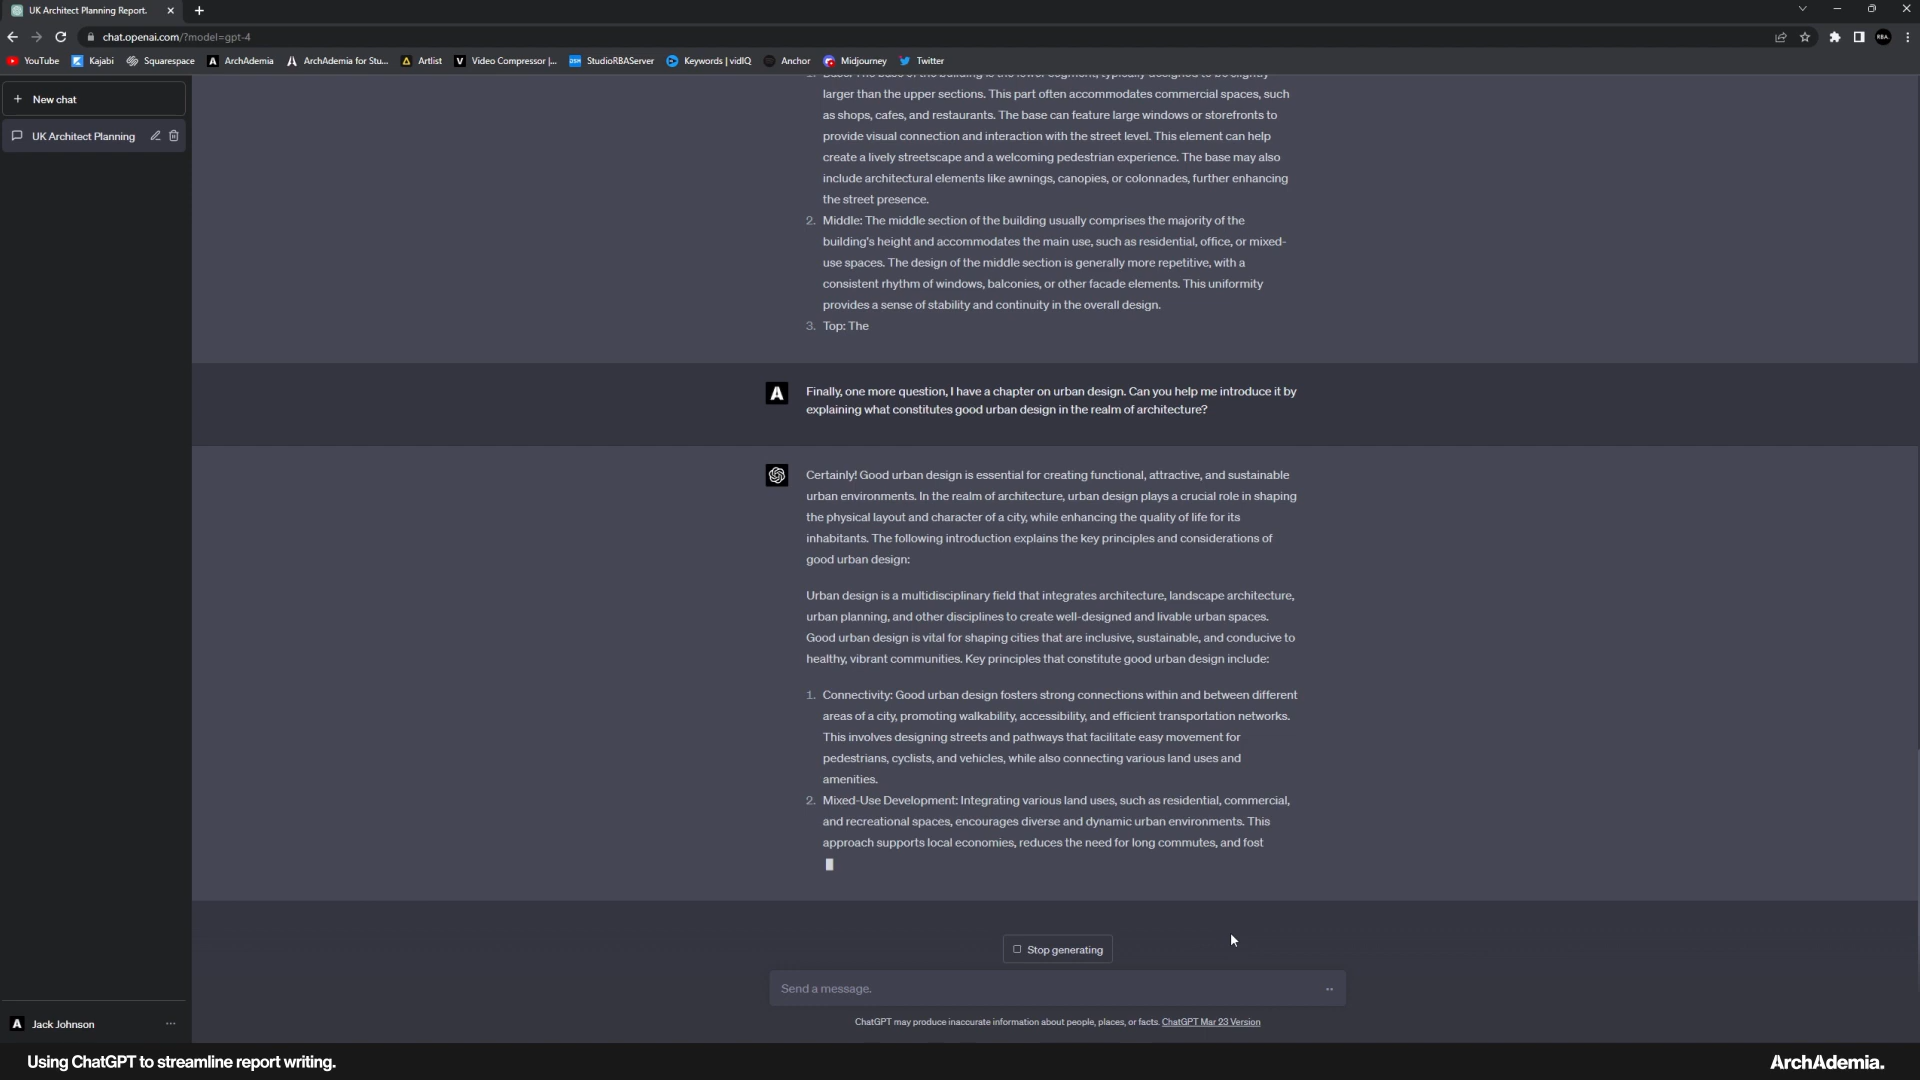 UK Architect Planning Report.
chat.openai.com/?model=gpt-4
YouTube Kajabi Squarespace ArchAdemia ArchAdemia for Stu... Artlist Video Compressor |... StudioRBAServer Keywords | vidIQ Anchor Midjourney Twitter
New chat
UK Architect Planning
larger than the upper sections. This part often accommodates commercial spaces, such
as shops, cafes, and restaurants. The base can feature large windows or storefronts to
provide visual connection and interaction with the street level. This element can help
create a lively streetscape and a welcoming pedestrian experience. The base may also
include architectural elements like awnings, canopies, or colonnades, further enhancing
the street presence.
2. Middle: The middle section of the building usually comprises the majority of the
building's height and accommodates the main use, such as residential, office, or mixed-
use spaces. The design of the middle section is generally more repetitive, with a
consistent rhythm of windows, balconies, or other facade elements. This uniformity
provides a sense of stability and continuity in the overall design.
3. Top: The
Finally, one more question, I have a chapter on urban design. Can you help me introduce it by
explaining what constitutes good urban design in the realm of architecture?
Certainly! Good urban design is essential for creating functional, attractive, and sustainable
urban environments. In the realm of architecture, urban design plays a crucial role in shaping
the physical layout and character of a city, while enhancing the quality of life for its
inhabitants. The following introduction explains the key principles and considerations of
good urban design:
Urban design is a multidisciplinary field that integrates architecture, landscape architecture,
urban planning, and other disciplines to create well-designed and livable urban spaces.
Good urban design is vital for shaping cities that are inclusive, sustainable, and conducive to
healthy, vibrant communities. Key principles that constitute good urban design include:
1. Connectivity: Good urban design fosters strong connections within and between different
areas of a city, promoting walkability, accessibility, and efficient transportation networks.
This involves designing streets and pathways that facilitate easy movement for
pedestrians, cyclists, and vehicles, while also connecting various land uses and
amenities.
2. Mixed-Use Development: Integrating various land uses, such as residential, commercial,
and recreational spaces, encourages diverse and dynamic urban environments. This
approach supports local economies, reduces the need for long commutes, and fost
Stop generating
Send a message.
ChatGPT may produce inaccurate information about people, places, or facts. ChatGPT Mar 23 Version
A Jack Johnson
Using ChatGPT to streamline report writing.
ArchAdemia.